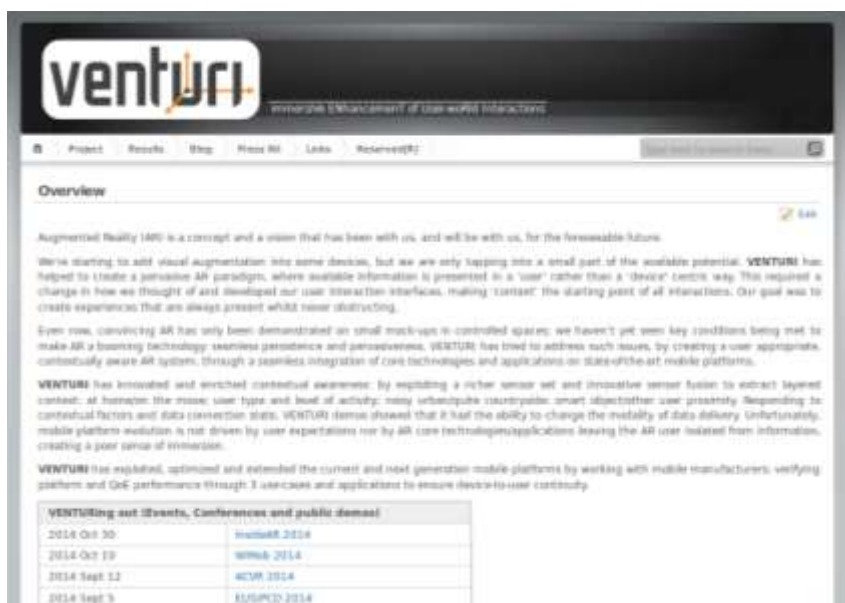 venturi
immersiVe ENhancemenT of User-woRld Interactions
Project Results Blog Press Kit Links Reserved[R]
Overview
Edit
Augmented Reality (AR) is a concept and a vision that has been with us, and will be with us, for the foreseeable future.
We're starting to add visual augmentation into some devices, but we are only tapping into a small part of the available potential. VENTURI has
helped to create a pervasive AR paradigm, where available information is presented in a 'user' rather than a 'device' centric way. This required a
change in how we thought of and developed our user interaction interfaces, making 'context' the starting point of all interactions. Our goal was to
create experiences that are always present whilst never obstructing.
Even now, convincing AR has only been demonstrated on small mock-ups in controlled spaces; we haven't yet seen key conditions being met to
make AR a booming technology: seamless persistence and pervasiveness. VENTURI has tried to address such issues, by creating a user appropriate,
contextually aware AR system, through a seamless integration of core technologies and applications on state-of-the-art mobile platforms.
VENTURI has innovated and enriched contextual awareness; by exploiting a richer sensor set and innovative sensor fusion to extract layered
context: at home/on the move; user type and level of activity; noisy urban/quite countryside; smart object/other user proximity. Responding to
contextual factors and data connection state, VENTURI demos showed that it had the ability to change the modality of data delivery. Unfortunately,
mobile platform evolution is not driven by user expectations nor by AR core technologies/applications leaving the AR user isolated from information,
creating a poor sense of immersion.
VENTURI has exploited, optimized and extended the current and next generation mobile platforms by working with mobile manufacturers; verifying
platform and QoE performance through 3 use-cases and applications to ensure device-to-user continuity.
VENTURIng out (Events, Conferences and public demos)
2014 Oct 30 insideAR 2014
2014 Oct 19
2014 Sept 12 ACVR 2014
2014 Sept 5 EUSIPCO 2014